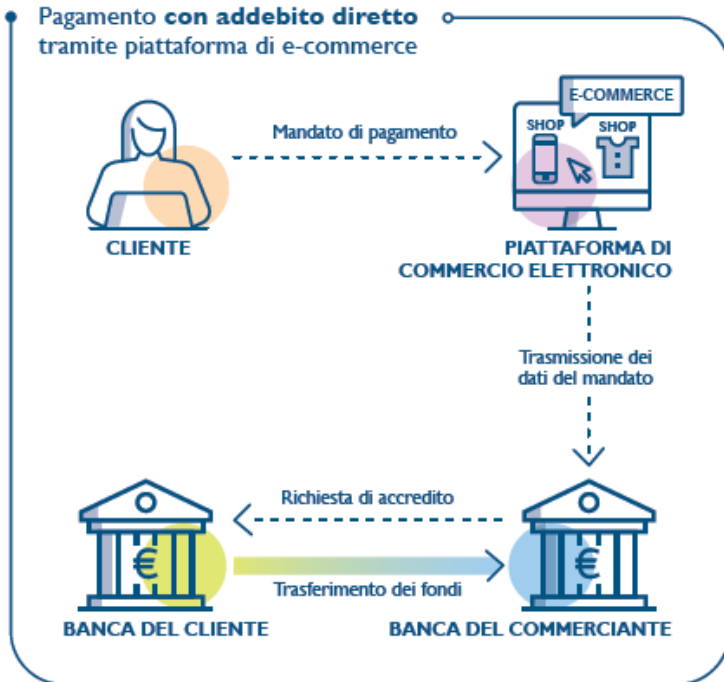 Pagamento con addebito diretto
tramite piattaforma di e-commerce
E-COMMERCE
SHOP
SHOP
Mandato di pagamento
CLIENTE
PIATTAFORMA DI
COMMERCIO ELETTRONICO
Trasmissione dei
dati del mandato
Richiesta di accredito
€
€
Trasferimento dei fondi
BANCA DEL CLIENTE
BANCA DEL COMMERCIANTE